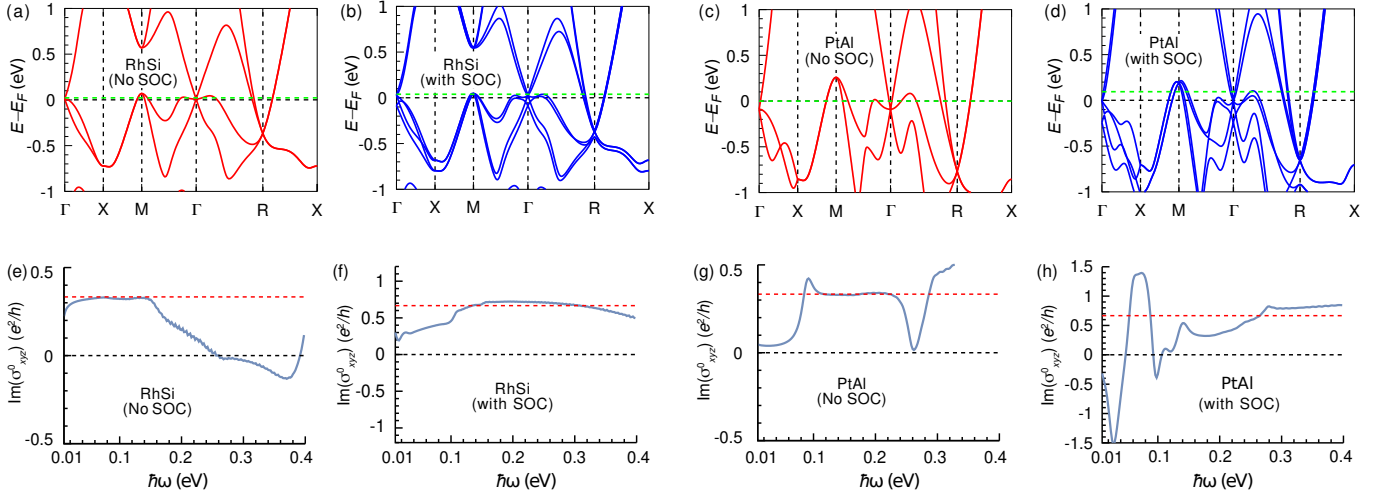 (a)
1
0.5
0
-0.5
-1
E−E_F (eV)
RhSi
(No SOC)
Γ X M Γ R X
(b)
1
0.5
0
-0.5
-1
E−E_F (eV)
RhSi
(with SOC)
Γ X M Γ R X
(c)
1
0.5
0
-0.5
-1
E−E_F (eV)
PtAl
(No SOC)
Γ X M Γ R X
(d)
1
0.5
0
-0.5
-1
E−E_F (eV)
PtAl
(with SOC)
Γ X M Γ R X
(e)
0.5
0
-0.5
Im(σ⁰_xyz) (e²/h)
RhSi
(No SOC)
0.01 0.1 0.2 0.3 0.4
ħω (eV)
(f)
1
0.5
0
-0.5
-1
Im(σ⁰_xyz) (e²/h)
RhSi
(with SOC)
0.01 0.1 0.2 0.3 0.4
ħω (eV)
(g)
0.5
0
-0.5
Im(σ⁰_xyz) (e²/h)
PtAl
(No SOC)
0.01 0.1 0.2 0.3 0.4
ħω (eV)
(h)
1.5
1
0.5
0
-0.5
-1
-1.5
Im(σ⁰_xyz) (e²/h)
PtAl
(with SOC)
0.01 0.1 0.2 0.3 0.4
ħω (eV)